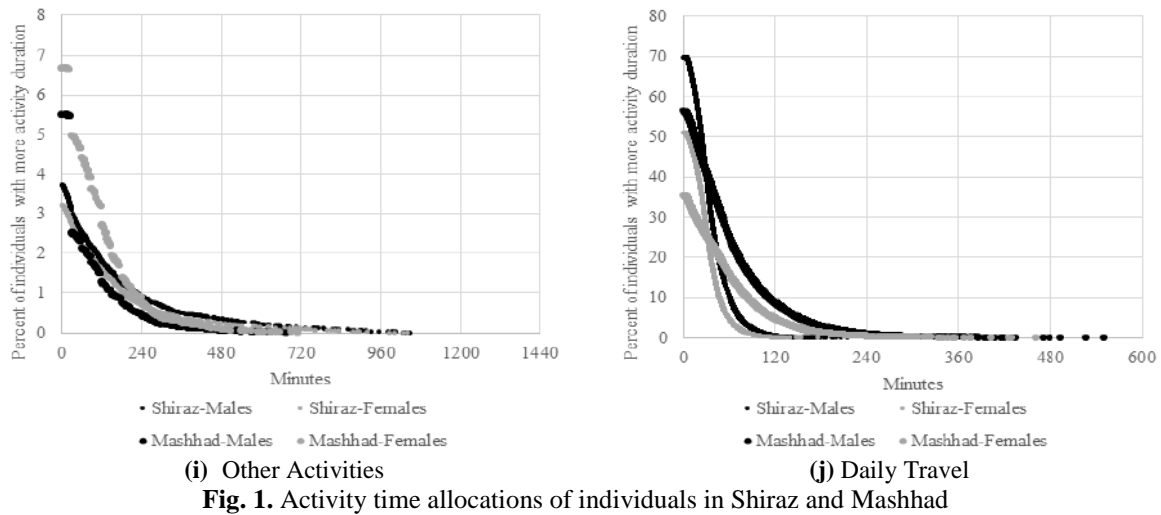 Percent of individuals with more activity duration
8
7
6
5
4
3
2
1
0
0 240 480 720 960 1200 1440
Minutes
Shiraz-Males Shiraz-Females
Mashhad-Males Mashhad-Females
(i) Other Activities
Percent of individuals with more activity duration
80
70
60
50
40
30
20
10
0
0 120 240 360 480 600
Minutes
Shiraz-Males Shiraz-Females
Mashhad-Males Mashhad-Females
(j) Daily Travel
Fig. 1. Activity time allocations of individuals in Shiraz and Mashhad